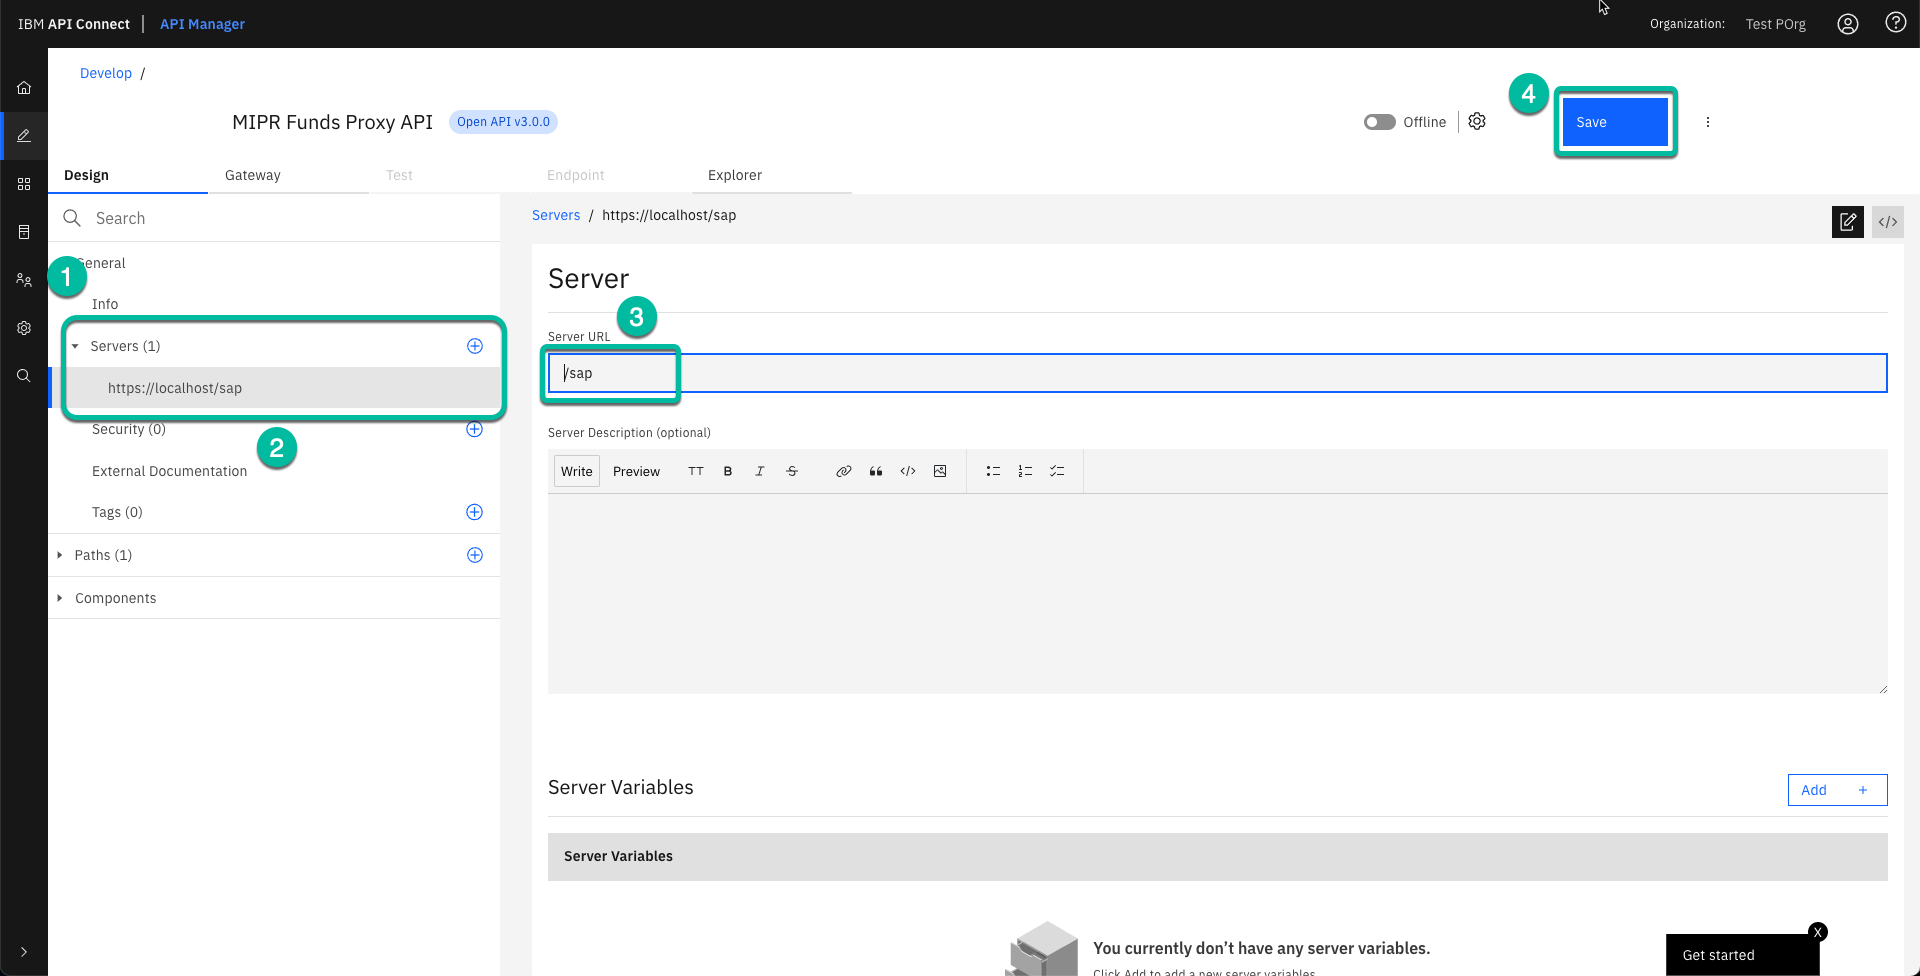 IBM API Connect | API Manager
Organization: Test POrg
Develop /
MIPR Funds Proxy API Open API v3.0.0
Offline
4
Save
Design Gateway Test Endpoint Explorer
Search
Servers / https://localhost/sap
</>
1
General
Info
Servers (1)
https://localhost/sap
2
Security (0)
External Documentation
Tags (0)
Paths (1)
Components
Server
3
Server URL
/sap
Server Description (optional)
Write Preview TT B I S </>
Server Variables
Add +
Server Variables
You currently don’t have any server variables.
Click Add to add a new server variables
X
Get started